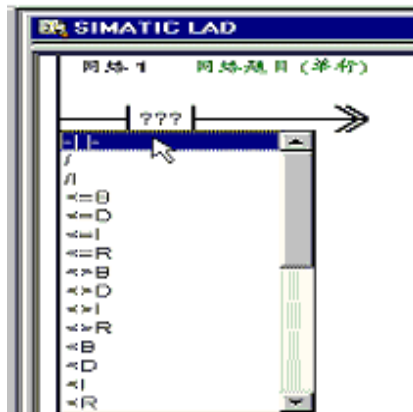 SIMATIC LAD
网络 1 网络题目 (单行)
???
-| |-
/
/I
<=B
<=D
<=I
<=R
<>B
<>D
<>I
<>R
<B
<D
<I
<R